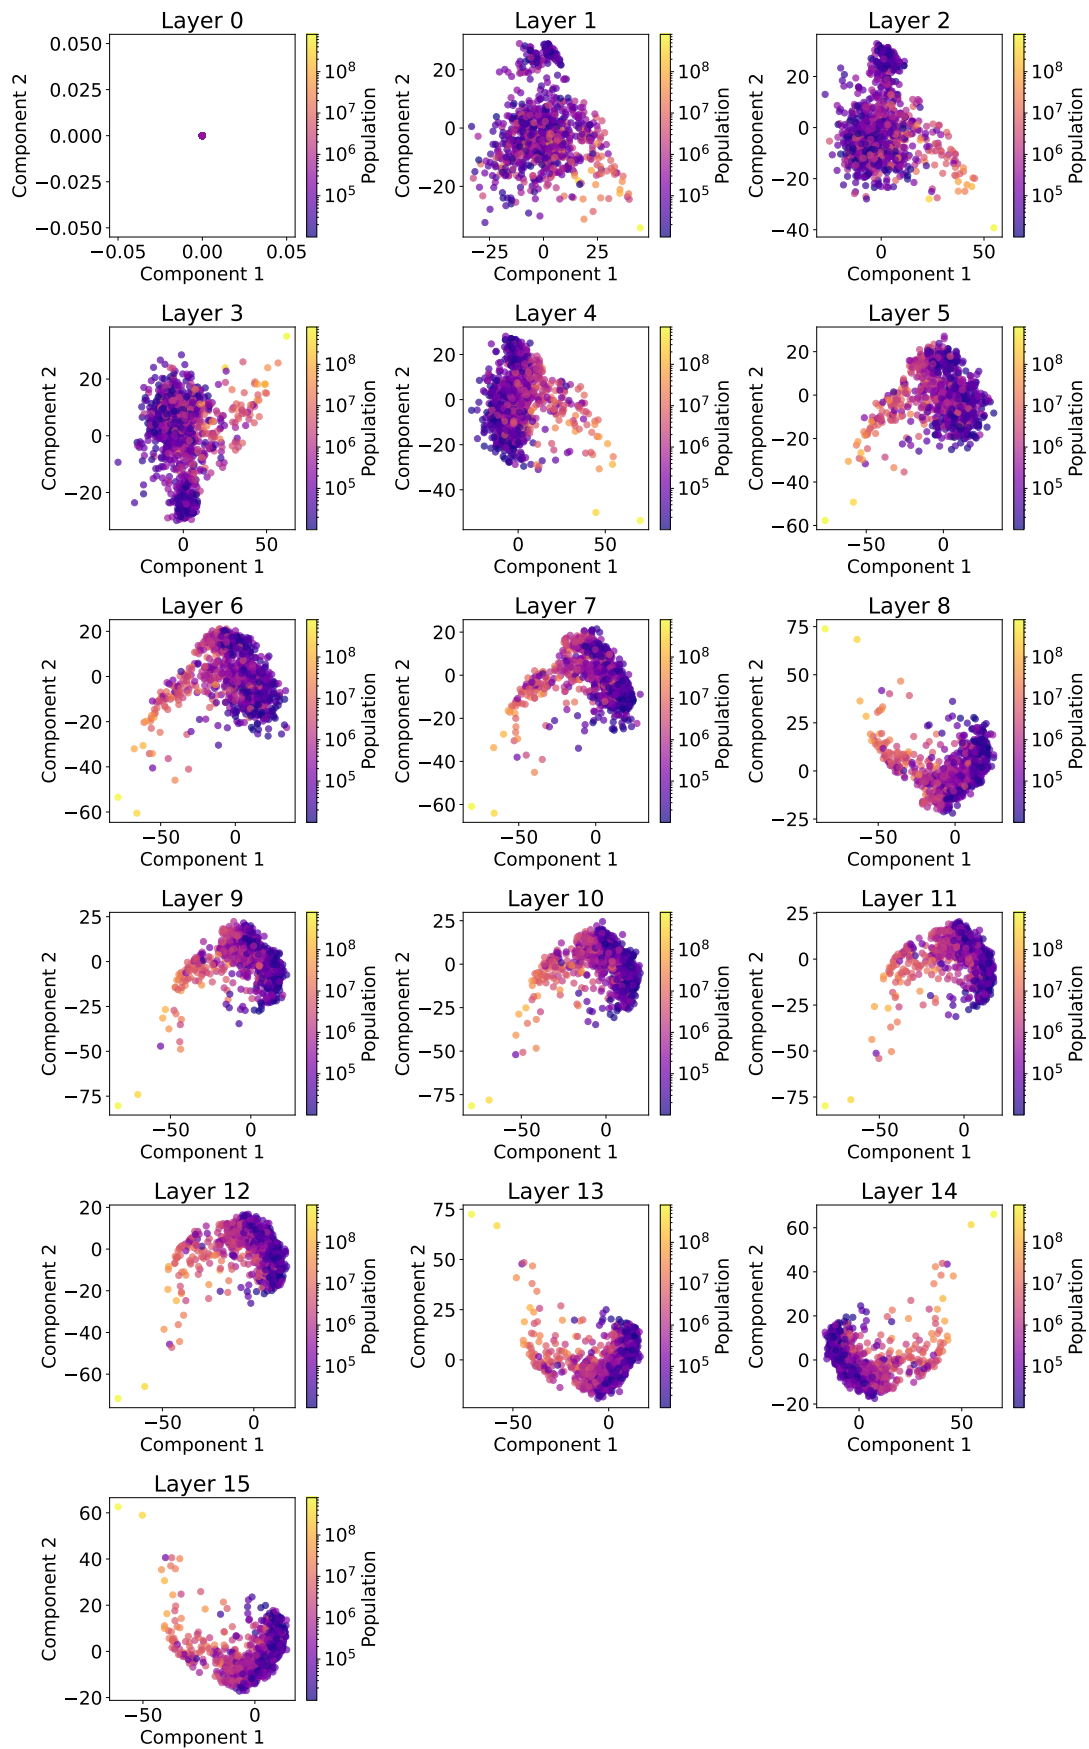 Layer 0
Component 2
0.050
0.025
0.000
−0.025
−0.050
−0.05
0.00
0.05
Component 1
10^8
10^7
10^6
10^5
Population
Layer 1
Component 2
20
0
−20
−25
0
25
Component 1
10^8
10^7
10^6
10^5
Population
Layer 2
Component 2
20
0
−20
−40
0
50
Component 1
10^8
10^7
10^6
10^5
Population
Layer 3
Component 2
20
0
−20
0
50
Component 1
10^8
10^7
10^6
10^5
Population
Layer 4
Component 2
20
0
−20
−40
0
50
Component 1
10^8
10^7
10^6
10^5
Population
Layer 5
Component 2
20
0
−20
−40
−60
−50
0
Component 1
10^8
10^7
10^6
10^5
Population
Layer 6
Component 2
20
0
−20
−40
−60
−50
0
Component 1
10^8
10^7
10^6
10^5
Population
Layer 7
Component 2
20
0
−20
−40
−60
−50
0
Component 1
10^8
10^7
10^6
10^5
Population
Layer 8
Component 2
75
50
25
0
−25
−50
0
Component 1
10^8
10^7
10^6
10^5
Population
Layer 9
Component 2
25
0
−25
−50
−75
−50
0
Component 1
10^8
10^7
10^6
10^5
Population
Layer 10
Component 2
25
0
−25
−50
−75
−50
0
Component 1
10^8
10^7
10^6
10^5
Population
Layer 11
Component 2
25
0
−25
−50
−75
−50
0
Component 1
10^8
10^7
10^6
10^5
Population
Layer 12
Component 2
20
0
−20
−40
−60
−50
0
Component 1
10^8
10^7
10^6
10^5
Population
Layer 13
Component 2
75
50
25
0
−50
0
Component 1
10^8
10^7
10^6
10^5
Population
Layer 14
Component 2
60
40
20
0
−20
0
50
Component 1
10^8
10^7
10^6
10^5
Population
Layer 15
Component 2
60
40
20
0
−20
−50
0
Component 1
10^8
10^7
10^6
10^5
Population